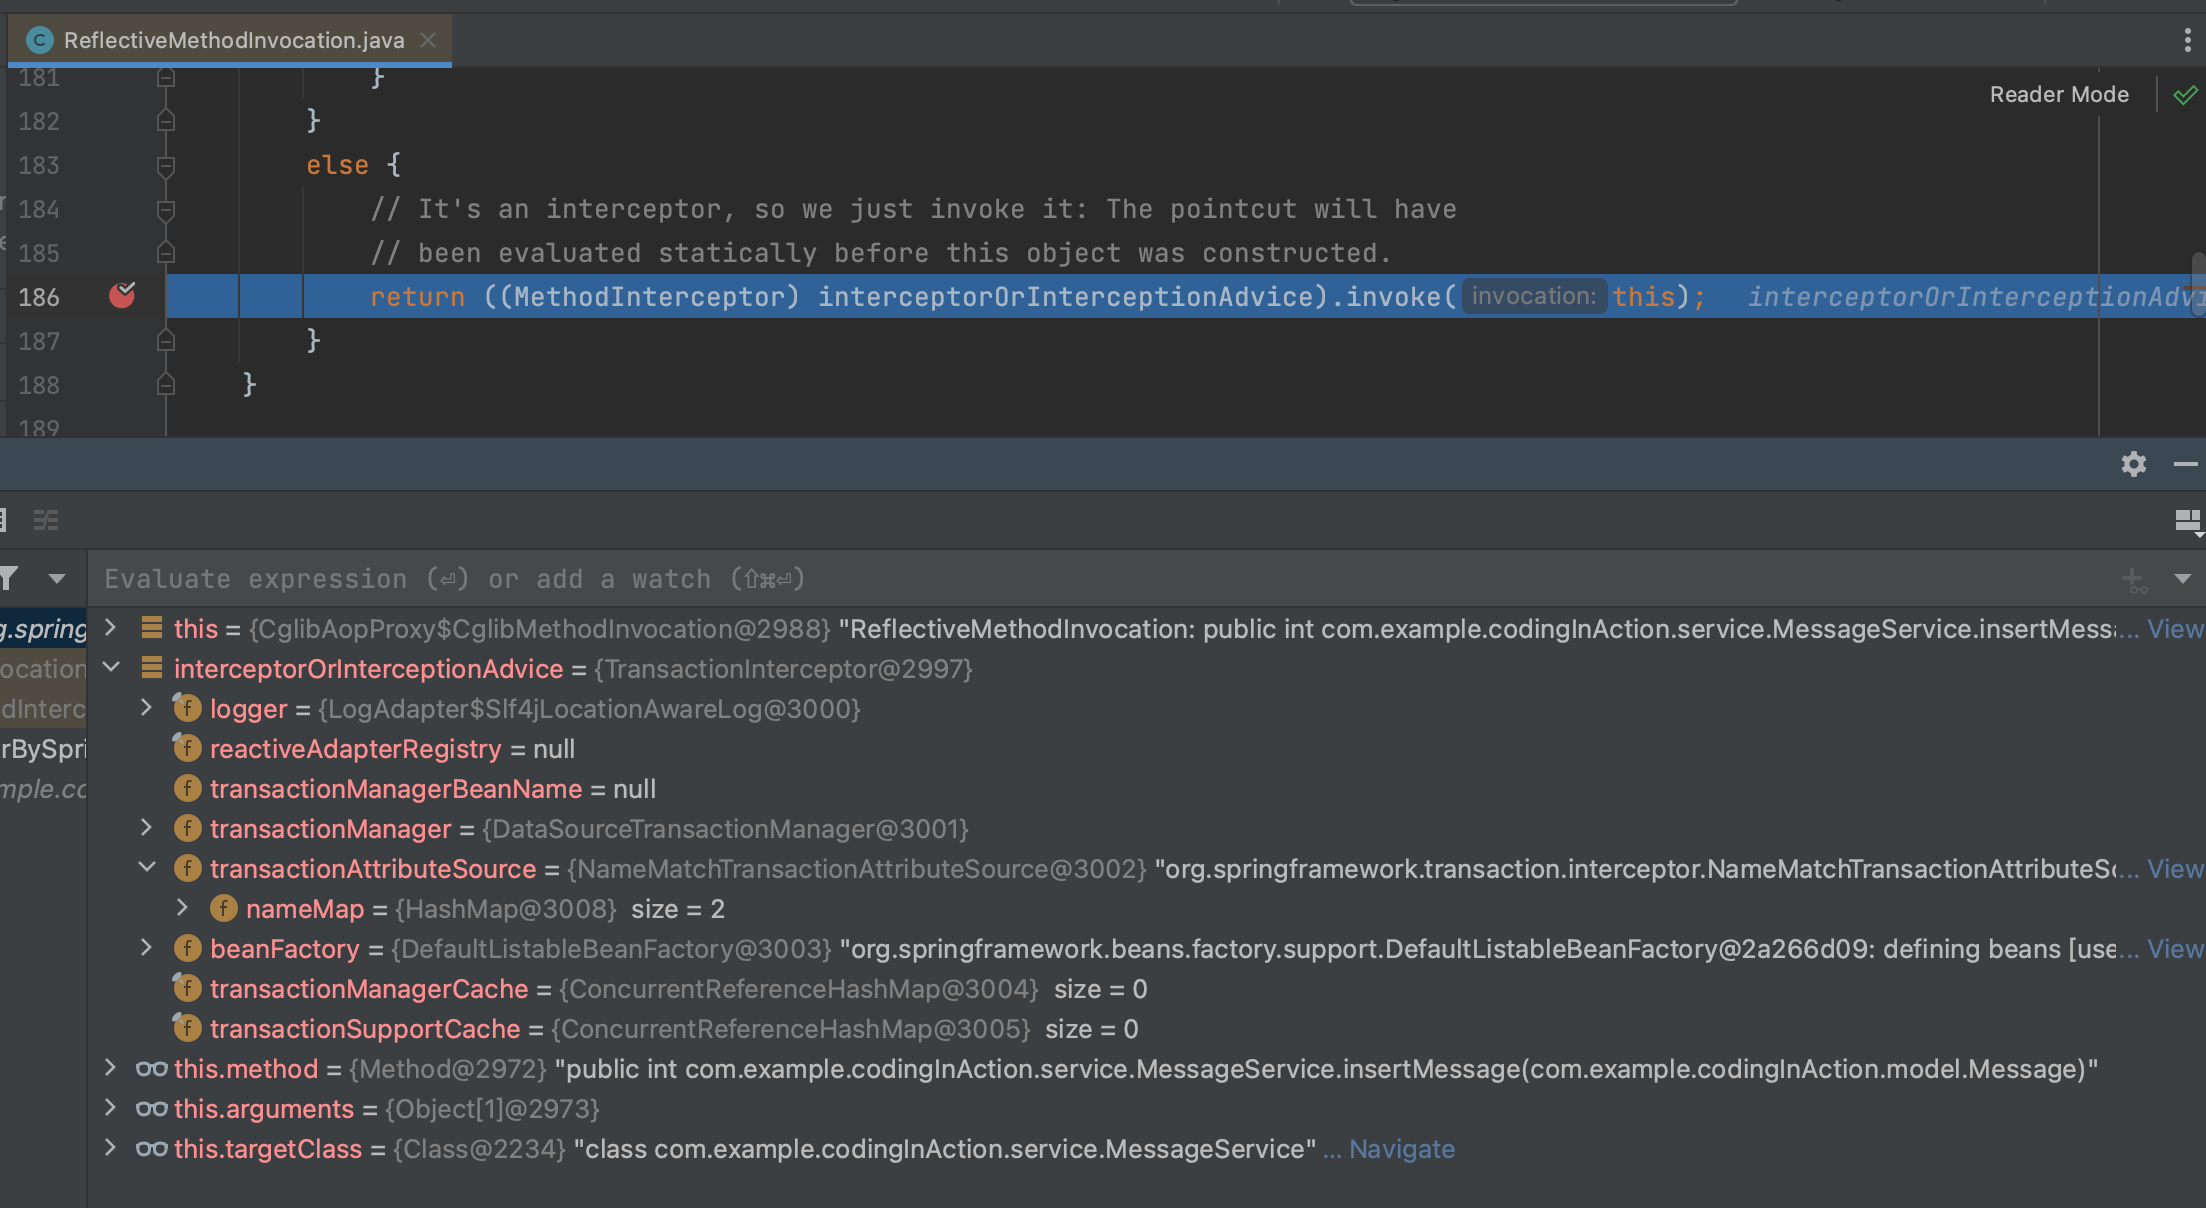 ReflectiveMethodInvocation.java
181 }
Reader Mode
182 }
183 else {
184 // It's an interceptor, so we just invoke it: The pointcut will have
185 // been evaluated statically before this object was constructed.
186 return ((MethodInterceptor) interceptorOrInterceptionAdvice).invoke( invocation: this); interceptorOrInterceptionAdvi
187 }
188 }
189
Evaluate expression (⏎) or add a watch (⇧⌘⏎)
g.spring
ocation
dInterc
rBySpri
mple.co
this = {CglibAopProxy$CglibMethodInvocation@2988} "ReflectiveMethodInvocation: public int com.example.codingInAction.service.MessageService.insertMessa... View
interceptorOrInterceptionAdvice = {TransactionInterceptor@2997}
f logger = {LogAdapter$Slf4jLocationAwareLog@3000}
f reactiveAdapterRegistry = null
f transactionManagerBeanName = null
f transactionManager = {DataSourceTransactionManager@3001}
f transactionAttributeSource = {NameMatchTransactionAttributeSource@3002} "org.springframework.transaction.interceptor.NameMatchTransactionAttributeSo... View
f nameMap = {HashMap@3008} size = 2
f beanFactory = {DefaultListableBeanFactory@3003} "org.springframework.beans.factory.support.DefaultListableBeanFactory@2a266d09: defining beans [use... View
f transactionManagerCache = {ConcurrentReferenceHashMap@3004} size = 0
f transactionSupportCache = {ConcurrentReferenceHashMap@3005} size = 0
this.method = {Method@2972} "public int com.example.codingInAction.service.MessageService.insertMessage(com.example.codingInAction.model.Message)"
this.arguments = {Object[1]@2973}
this.targetClass = {Class@2234} "class com.example.codingInAction.service.MessageService" ... Navigate